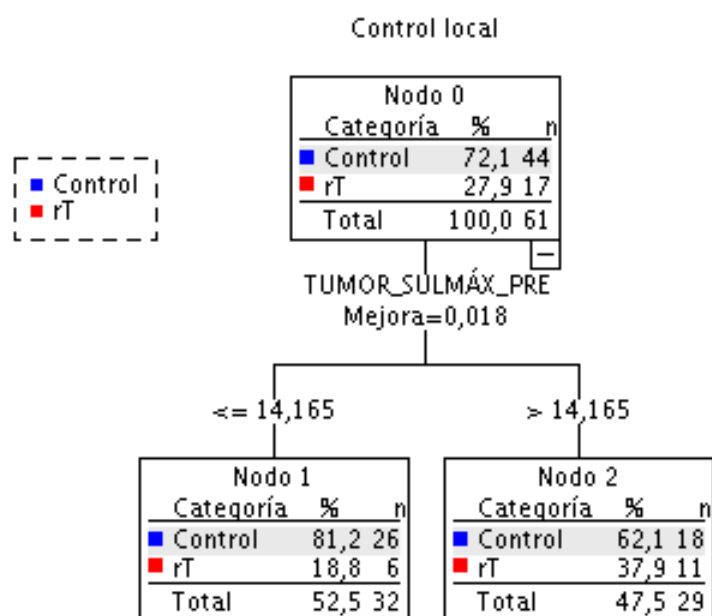 Control local
Nodo 0
Categoría % n
Control 72,1 44
rT 27,9 17
Total 100,0 61
Control
rT
TUMOR_SULMÁX_PRE
Mejora=0,018
<= 14,165
> 14,165
Nodo 1
Categoría % n
Control 81,2 26
rT 18,8 6
Total 52,5 32
Nodo 2
Categoría % n
Control 62,1 18
rT 37,9 11
Total 47,5 29